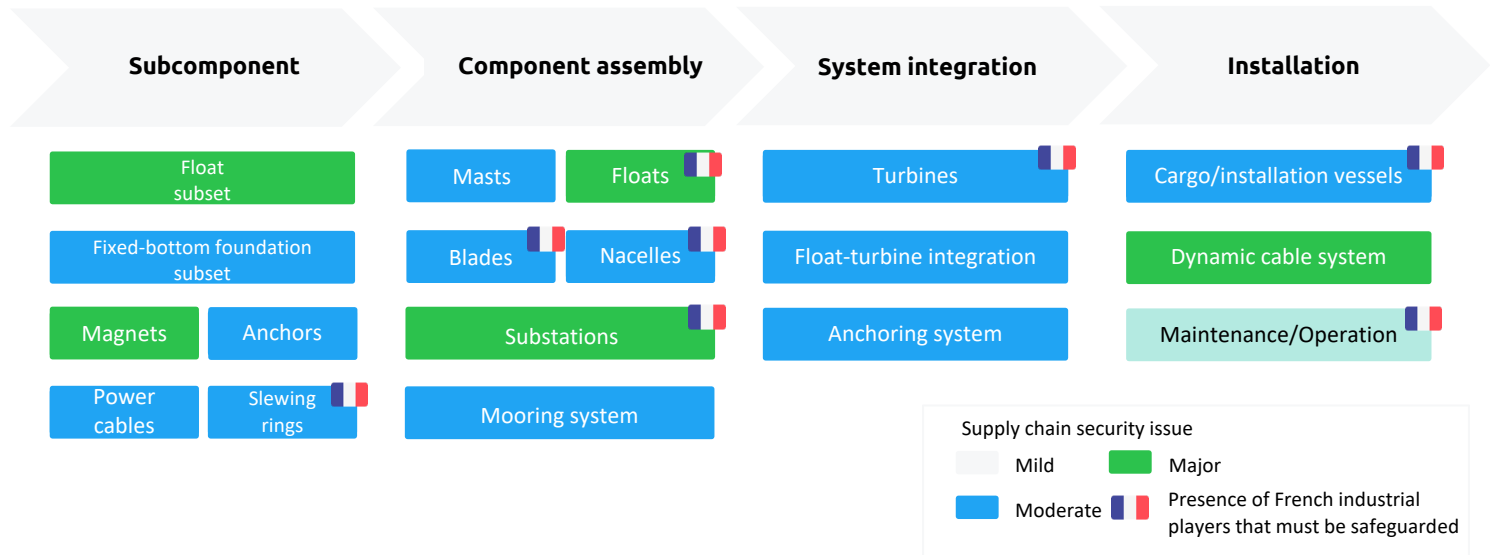 Subcomponent
Component assembly
System integration
Installation
Float
subset
Fixed-bottom foundation
subset
Magnets
Anchors
Power
cables
Slewing
rings
Masts
Floats
Blades
Nacelles
Substations
Mooring system
Turbines
Float-turbine integration
Anchoring system
Cargo/installation vessels
Dynamic cable system
Maintenance/Operation
Supply chain security issue
Mild
Major
Moderate
Presence of French industrial
players that must be safeguarded